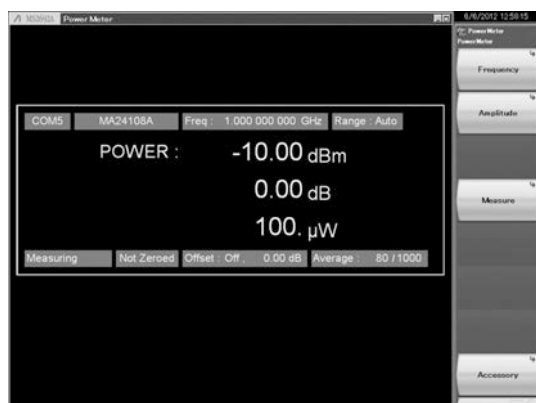 Power Meter
6/6/2012 12:58:15
Power Meter
Power Meter
Frequency
Amplitude
COM5 MA24108A Freq : 1.000 000 000 GHz Range : Auto
POWER : -10.00 dBm
0.00 dB
100. µW
Measure
Measuring Not Zeroed Offset : Off , 0.00 dB Average : 80 / 1000
Accessory